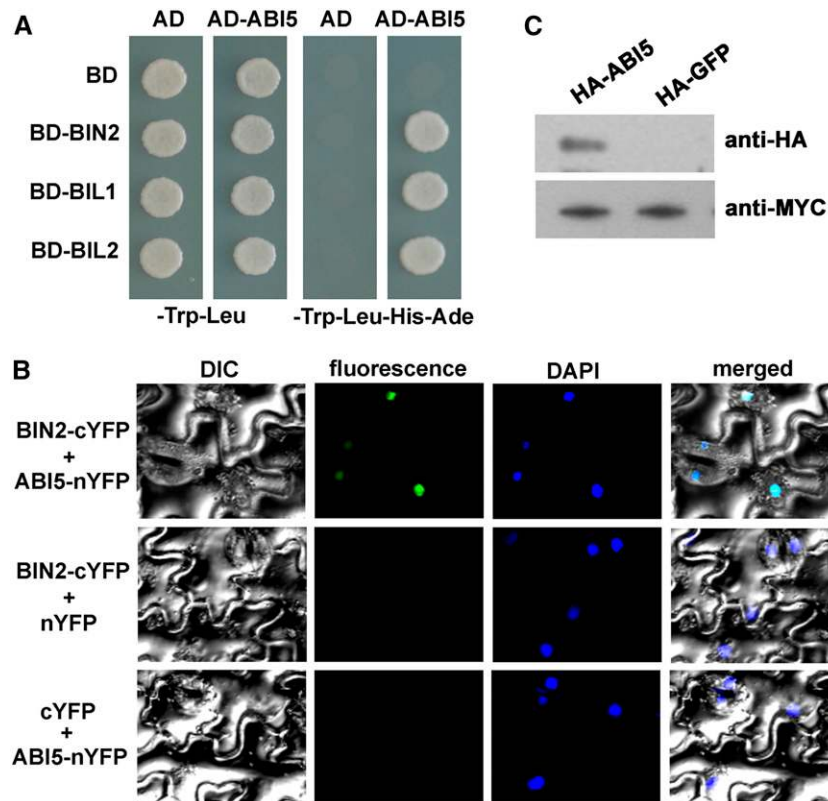 A
AD AD-ABI5 AD AD-ABI5
BD
BD-BIN2
BD-BIL1
BD-BIL2
-Trp-Leu -Trp-Leu-His-Ade
C
HA-ABI5 HA-GFP
anti-HA
anti-MYC
B
DIC fluorescence DAPI merged
BIN2-cYFP
+
ABI5-nYFP
BIN2-cYFP
+
nYFP
cYFP
+
ABI5-nYFP